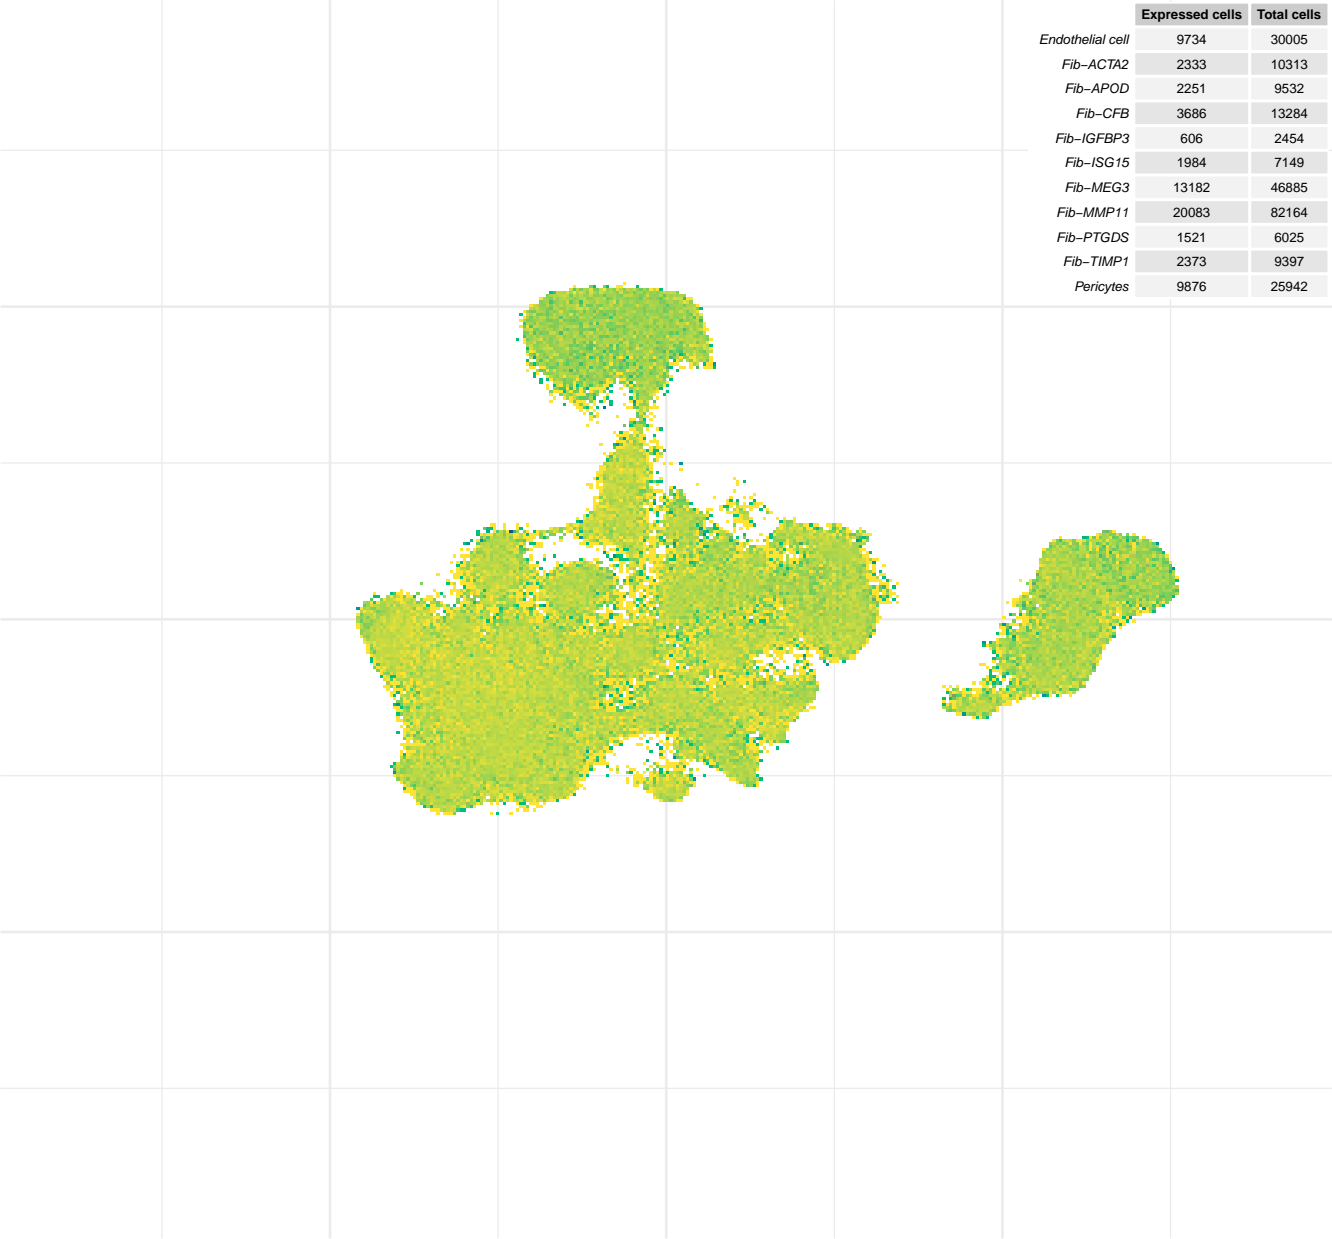 Expressed cells Total cells
Endothelial cell 9734 30005
Fib−ACTA2 2333 10313
Fib−APOD 2251 9532
Fib−CFB 3686 13284
Fib−IGFBP3 606 2454
Fib−ISG15 1984 7149
Fib−MEG3 13182 46885
Fib−MMP11 20083 82164
Fib−PTGDS 1521 6025
Fib−TIMP1 2373 9397
Pericytes 9876 25942